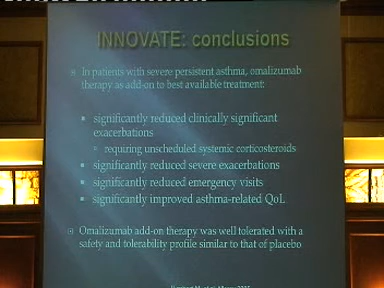 INNOVATE: conclusions
In patients with severe persistent asthma, omalizumab
therapy as add-on to best available treatment:
significantly reduced clinically significant
exacerbations
requiring unscheduled systemic corticosteroids
significantly reduced severe exacerbations
significantly reduced emergency visits
significantly improved asthma-related QoL
Omalizumab add-on therapy was well tolerated with a
safety and tolerability profile similar to that of placebo